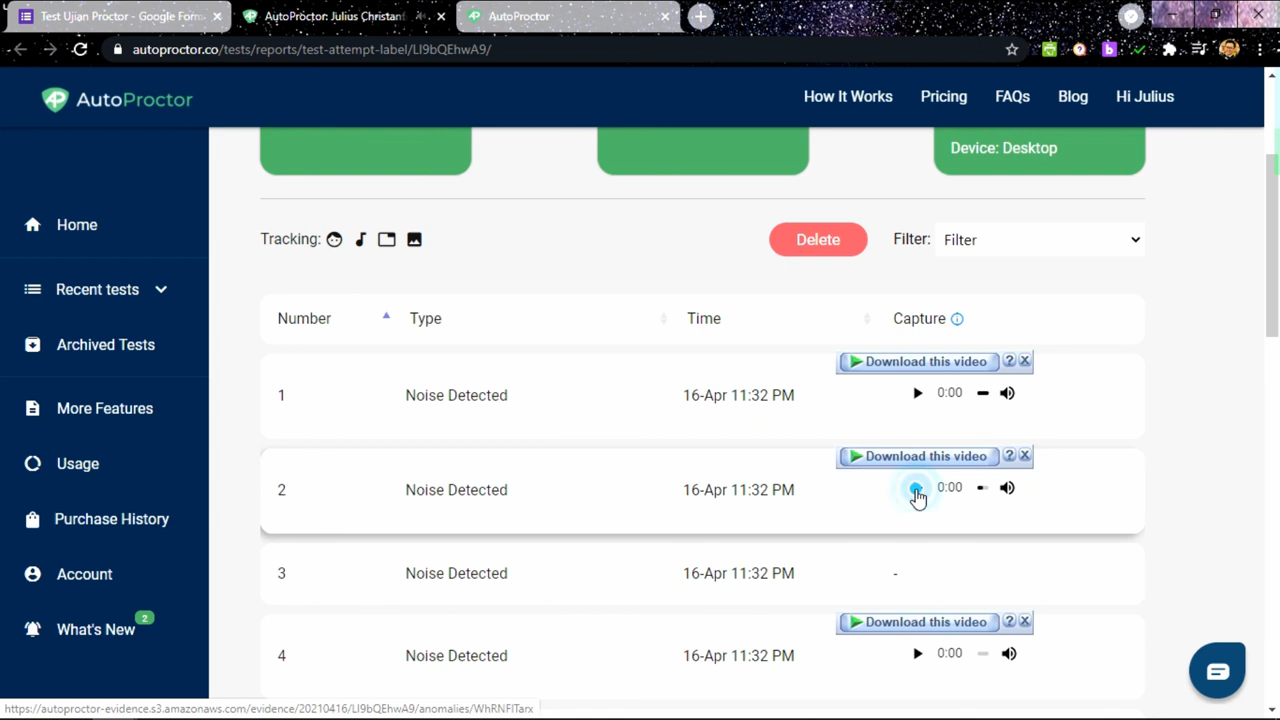 Test Ujian Proctor - Google Form
AutoProctor: Julius Christant
AutoProctor
autoproctor.co/tests/reports/test-attempt-label/LI9bQEhwA9/
AutoProctor
How It Works
Pricing
FAQs
Blog
Hi Julius
Device: Desktop
Home
Recent tests
Archived Tests
More Features
Usage
Purchase History
Account
What's New 2
Tracking:
Delete
Filter: Filter
Number Type Time Capture
Download this video ? X
1 Noise Detected 16-Apr 11:32 PM 0:00
Download this video ? X
2 Noise Detected 16-Apr 11:32 PM 0:00
3 Noise Detected 16-Apr 11:32 PM -
Download this video ? X
4 Noise Detected 16-Apr 11:32 PM 0:00
https://autoproctor-evidence.s3.amazonaws.com/evidence/20210416/LI9bQEhwA9/anomalies/WhRNFITarx